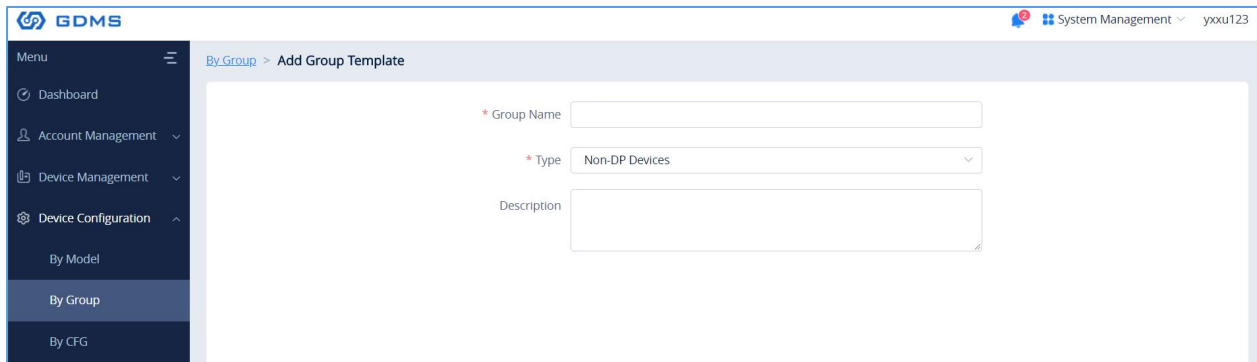 GDMS
2
System Management
yxxu123
Menu
By Group > Add Group Template
Dashboard
* Group Name
Account Management
* Type
Non-DP Devices
Device Management
Description
Device Configuration
By Model
By Group
By CFG